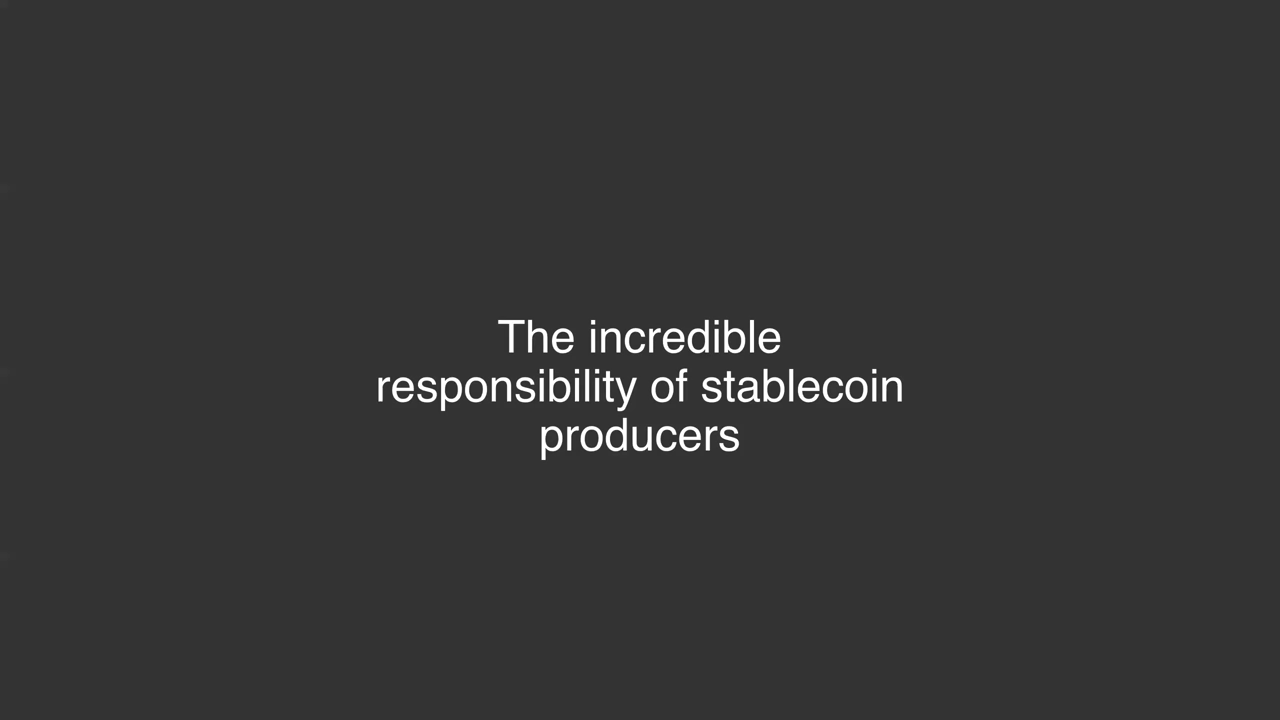 The incredible
responsibility of stablecoin
producers